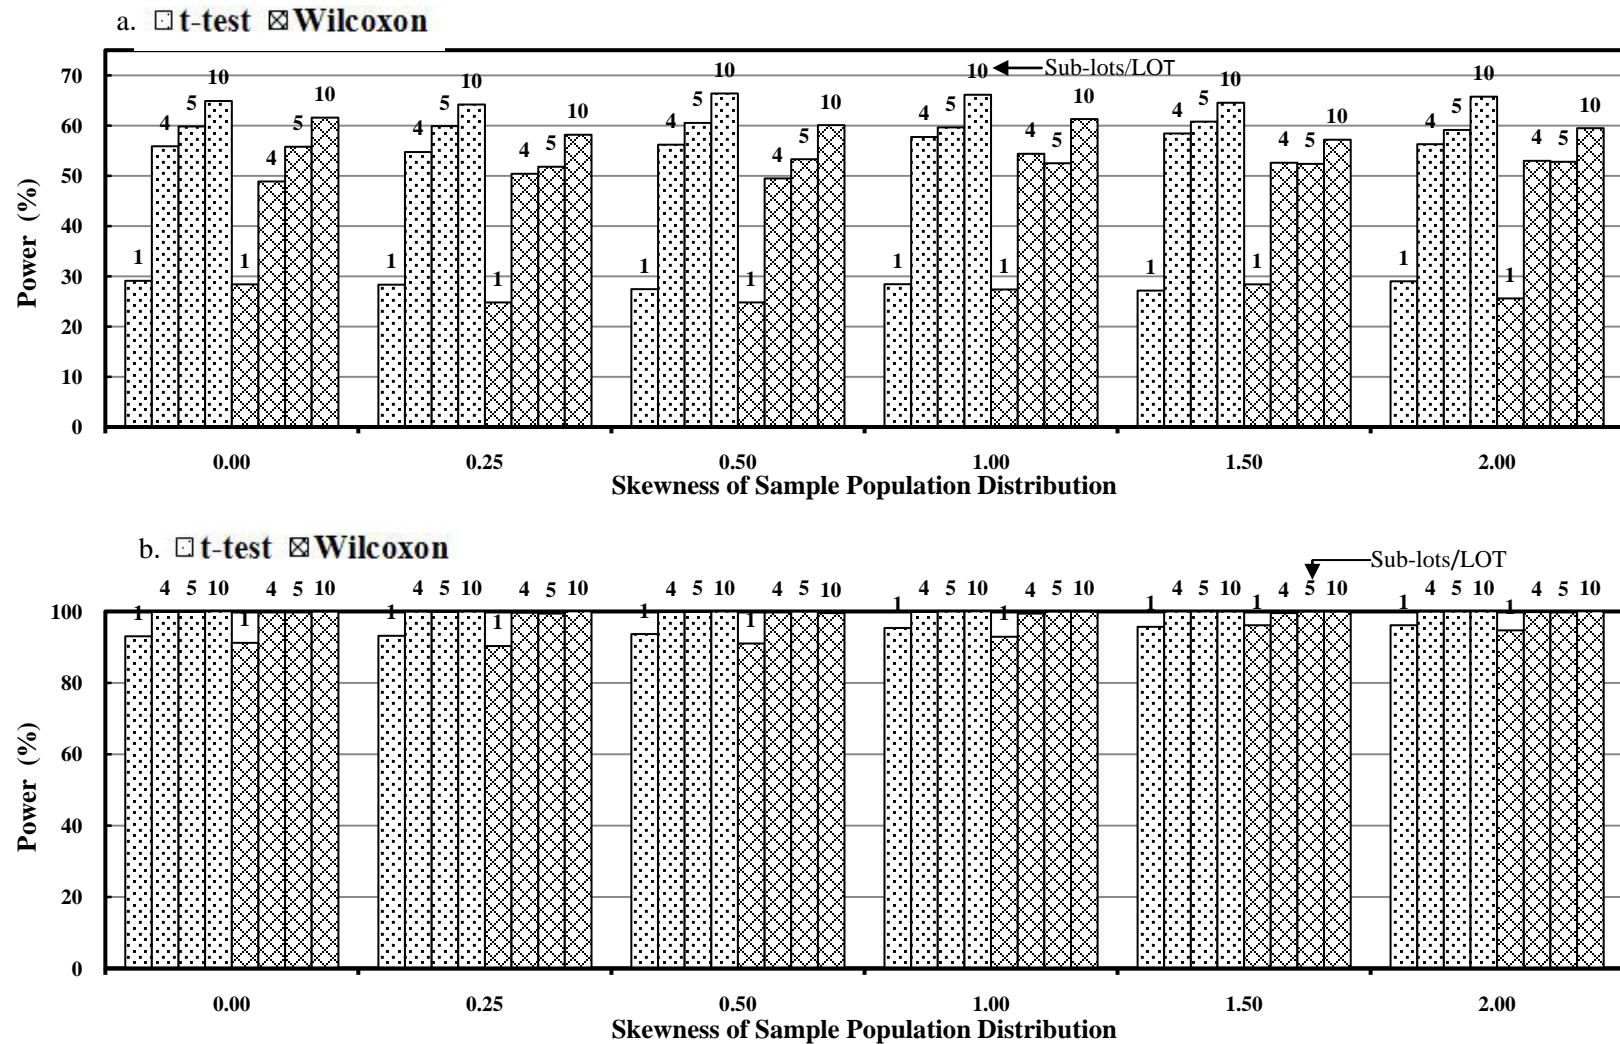 a. t-test Wilcoxon
10 10 10 10 10 Sub-lots/LOT 10 10
70
4 5 10 4 5 10 4 5 10 4 5 10 4 5 10
60
4 5 4 5 4 5 4 5 4 5 4 5 4 5
50
40
1 1 1 1 1 1 1 1 1 1 1 1
30
20
10
0
Power (%)
0.00 0.25 0.50 1.00 1.50 2.00
Skewness of Sample Population Distribution
b. t-test Wilcoxon
Sub-lots/LOT
4 5 10 4 5 10 4 5 10 4 5 10 4 5 10 4 5 10 4 5 10 4 5 10 4 5 10 4 5 10 4 5 10 4 5 10
100
1 1 1 1 1 1 1 1 1 1 1 1
80
60
40
20
0
Power (%)
0.00 0.25 0.50 1.00 1.50 2.00
Skewness of Sample Population Distribution